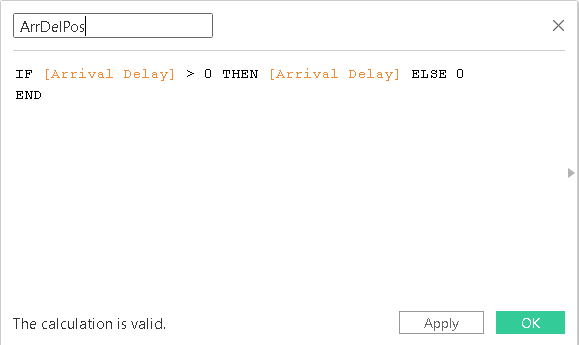 ArrDelPos
IF [Arrival Delay] > 0 THEN [Arrival Delay] ELSE 0
END
The calculation is valid.
Apply
OK